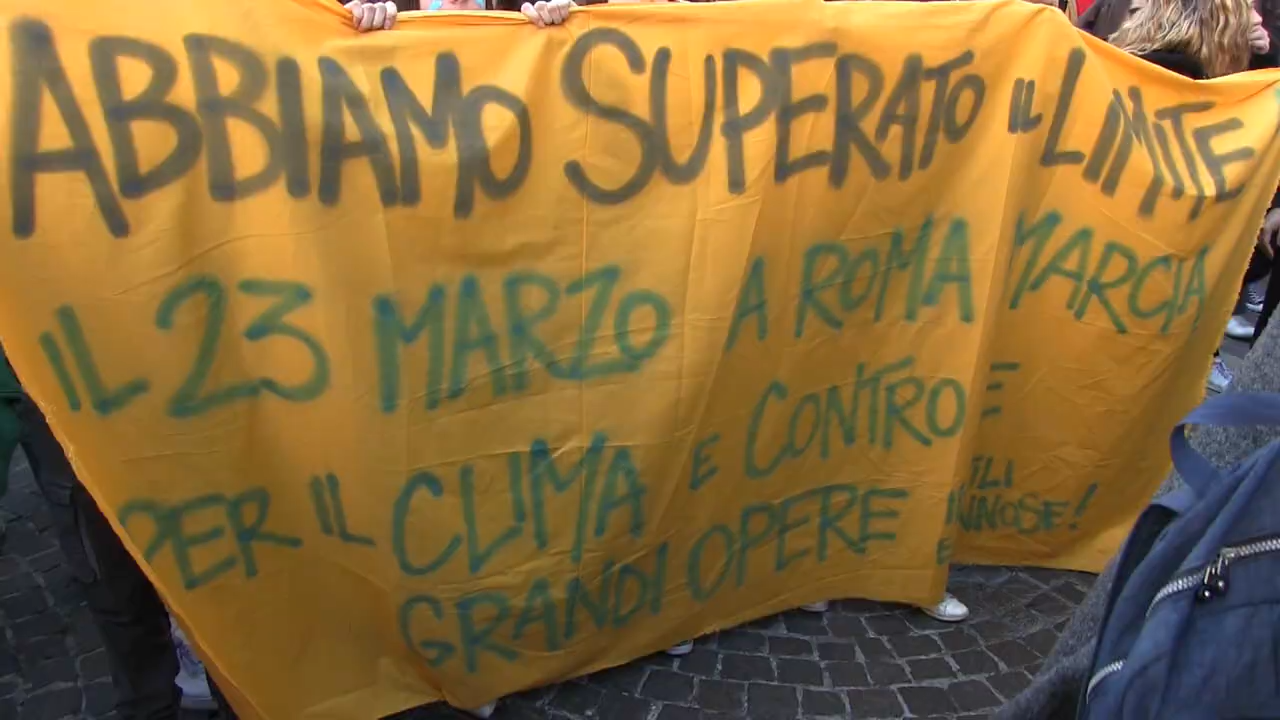 ABBIAMO SUPERATO IL LIMITE
IL 23 MARZO A ROMA MARCIA
PER IL CLIMA E CONTRO E
GRANDI OPERE